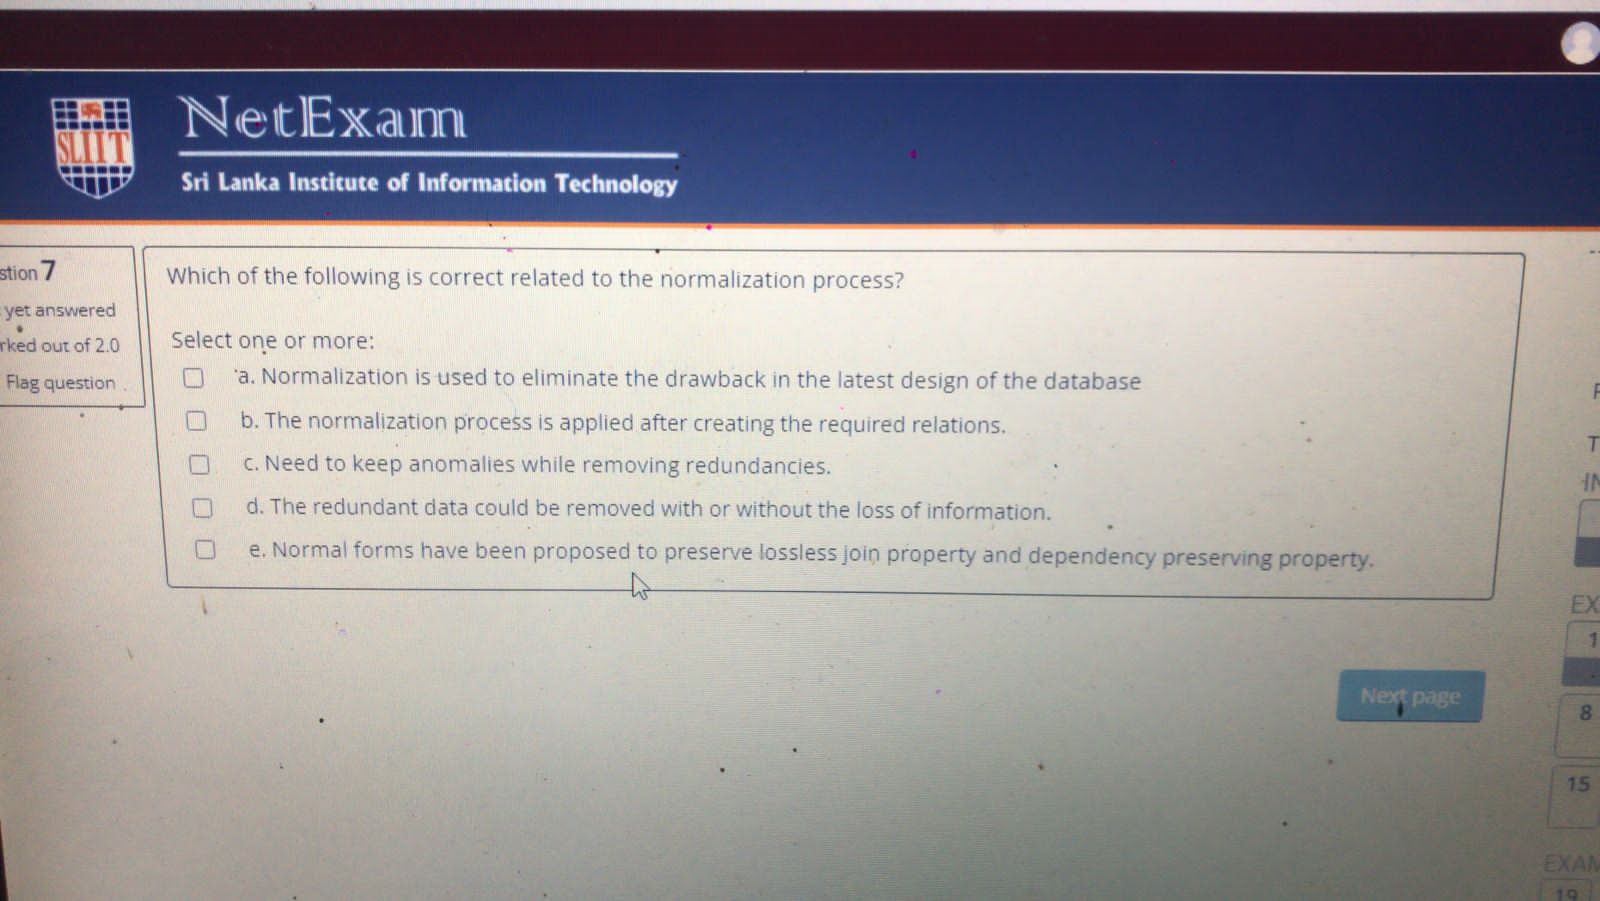 SLIIT
NetExam
Sri Lanka Institute of Information Technology
stion 7
yet answered
rked out of 2.0
Flag question
Which of the following is correct related to the normalization process?
Select one or more:
a. Normalization is used to eliminate the drawback in the latest design of the database
b. The normalization process is applied after creating the required relations.
c. Need to keep anomalies while removing redundancies.
d. The redundant data could be removed with or without the loss of information.
e. Normal forms have been proposed to preserve lossless join property and dependency preserving property.
Next page
T
IN
EX
1
8
15
EXAM
19